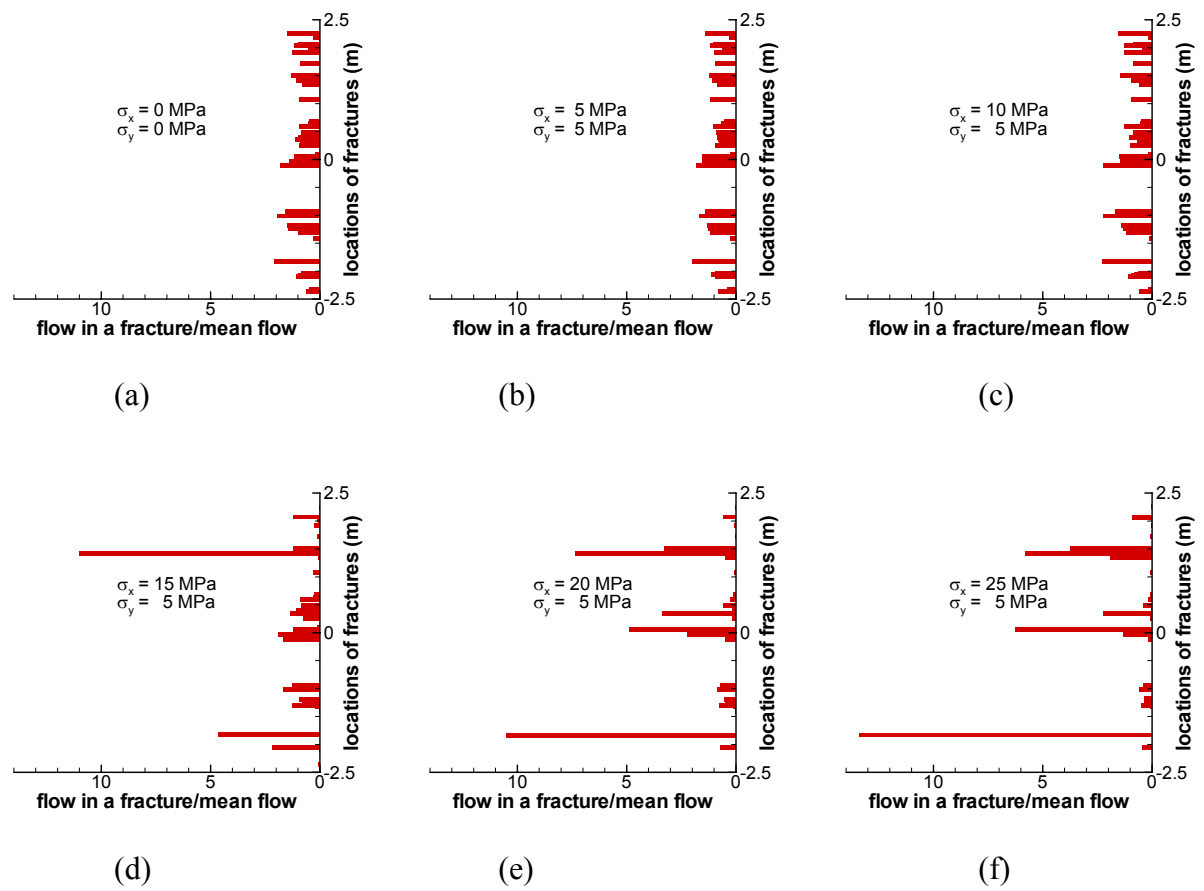 2.5
σx = 0 MPa
σy = 0 MPa
0
locations of fractures (m)
-2.5
10 5 0
flow in a fracture/mean flow
(a)
2.5
σx = 5 MPa
σy = 5 MPa
0
locations of fractures (m)
-2.5
10 5 0
flow in a fracture/mean flow
(b)
2.5
σx = 10 MPa
σy = 5 MPa
0
locations of fractures (m)
-2.5
10 5 0
flow in a fracture/mean flow
(c)
2.5
σx = 15 MPa
σy = 5 MPa
0
locations of fractures (m)
-2.5
10 5 0
flow in a fracture/mean flow
(d)
2.5
σx = 20 MPa
σy = 5 MPa
0
locations of fractures (m)
-2.5
10 5 0
flow in a fracture/mean flow
(e)
2.5
σx = 25 MPa
σy = 5 MPa
0
locations of fractures (m)
-2.5
10 5 0
flow in a fracture/mean flow
(f)